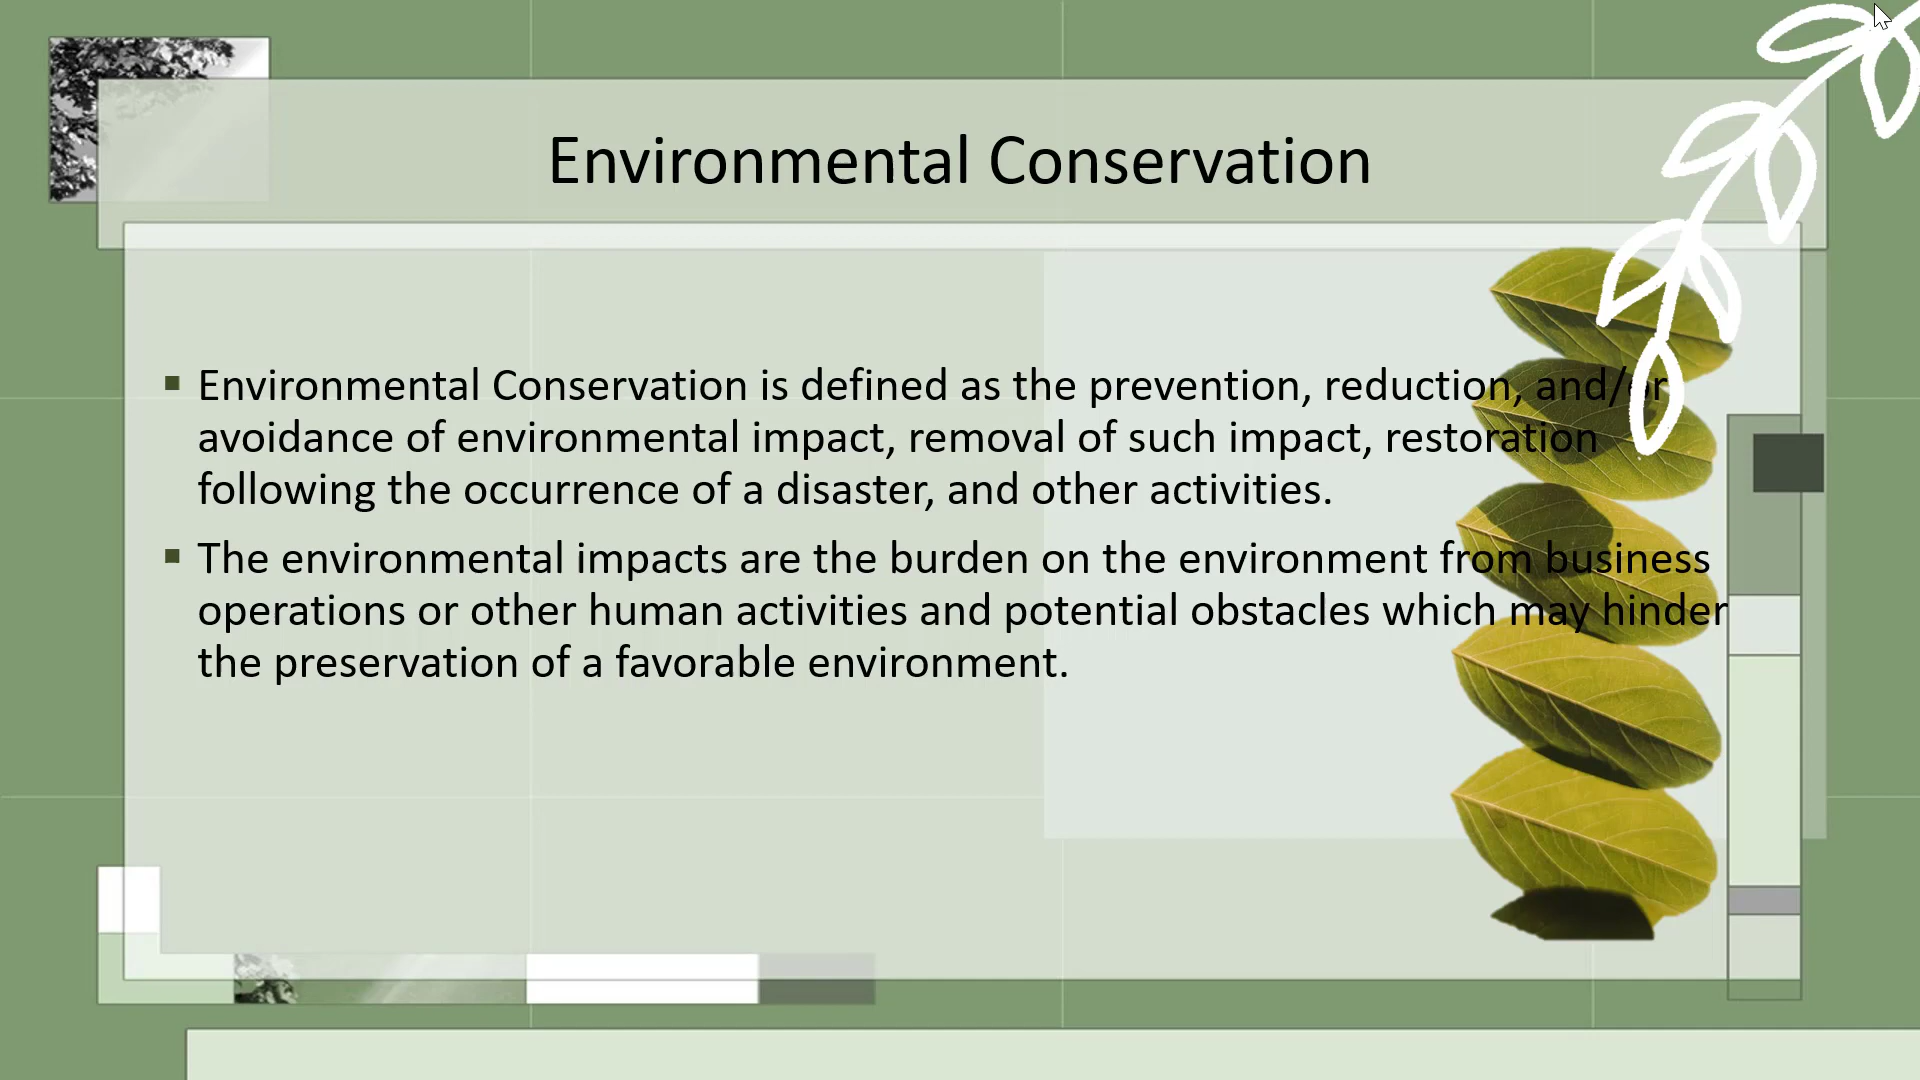 Environmental Conservation
▪ Environmental Conservation is defined as the prevention, reduction, and/or
avoidance of environmental impact, removal of such impact, restoration
following the occurrence of a disaster, and other activities.
▪ The environmental impacts are the burden on the environment from business
operations or other human activities and potential obstacles which may hinder
the preservation of a favorable environment.